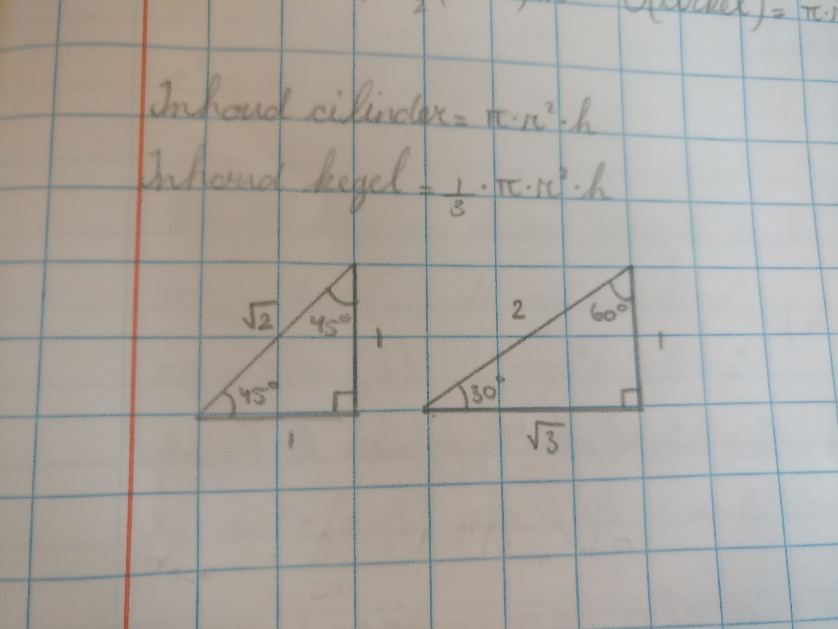 = π·
Inhoud cilinder = π·r²·h
Inhoud kegel = 1/3·π·r²·h
√2 45° 1
45°
1
2 60° 1
30°
√3